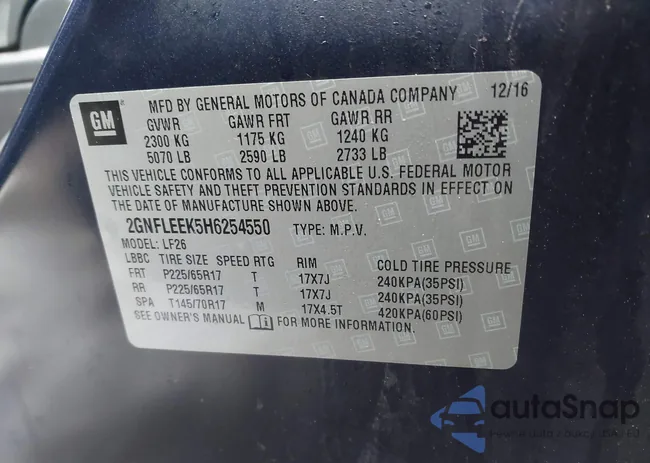 GM
MFD BY GENERAL MOTORS OF CANADA COMPANY 12/16
GVWR GAWR FRT GAWR RR
2300 KG 1175 KG 1240 KG
5070 LB 2590 LB 2733 LB
THIS VEHICLE CONFORMS TO ALL APPLICABLE U.S. FEDERAL MOTOR
VEHICLE SAFETY AND THEFT PREVENTION STANDARDS IN EFFECT ON
THE DATE OF MANUFACTURE SHOWN ABOVE.
2GNFLEEK5H6254550 TYPE: M.P.V.
MODEL: LF26
LBBC TIRE SIZE SPEED RTG RIM COLD TIRE PRESSURE
FRT P225/65R17 T 17X7J 240KPA(35PSI)
RR P225/65R17 T 17X7J 240KPA(35PSI)
SPA T145/70R17 M 17X4.5T 420KPA(60PSI)
SEE OWNER'S MANUAL FOR MORE INFORMATION.
autaSnap